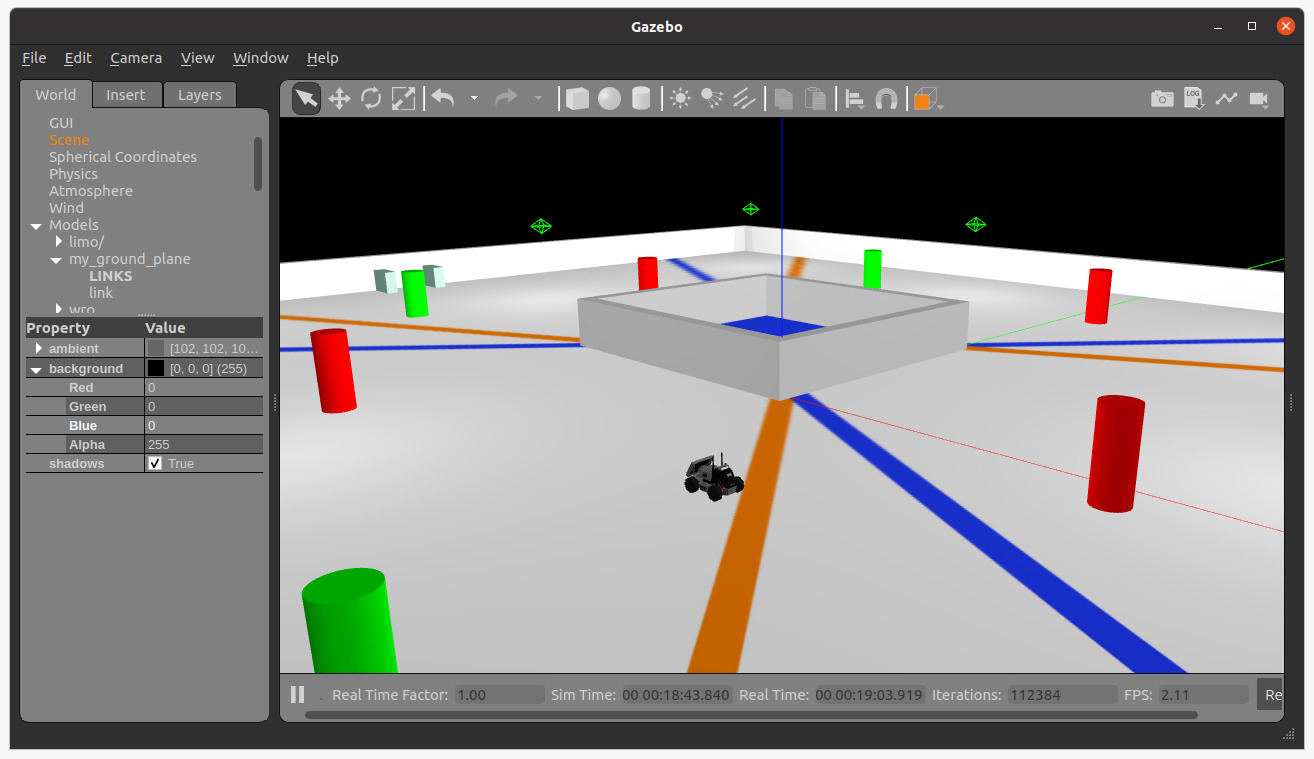 Gazebo
File Edit Camera View Window Help
World Insert Layers
LOG
GUI
Scene
Spherical Coordinates
Physics
Atmosphere
Wind
Models
limo/
my_ground_plane
LINKS
link
wro
Property Value
ambient [102, 102, 10...
background [0, 0, 0] (255)
Red 0
Green 0
Blue 0
Alpha 255
shadows True
Real Time Factor: 1.00 Sim Time: 00 00:18:43.840 Real Time: 00 00:19:03.919 Iterations: 112384 FPS: 2.11 Re